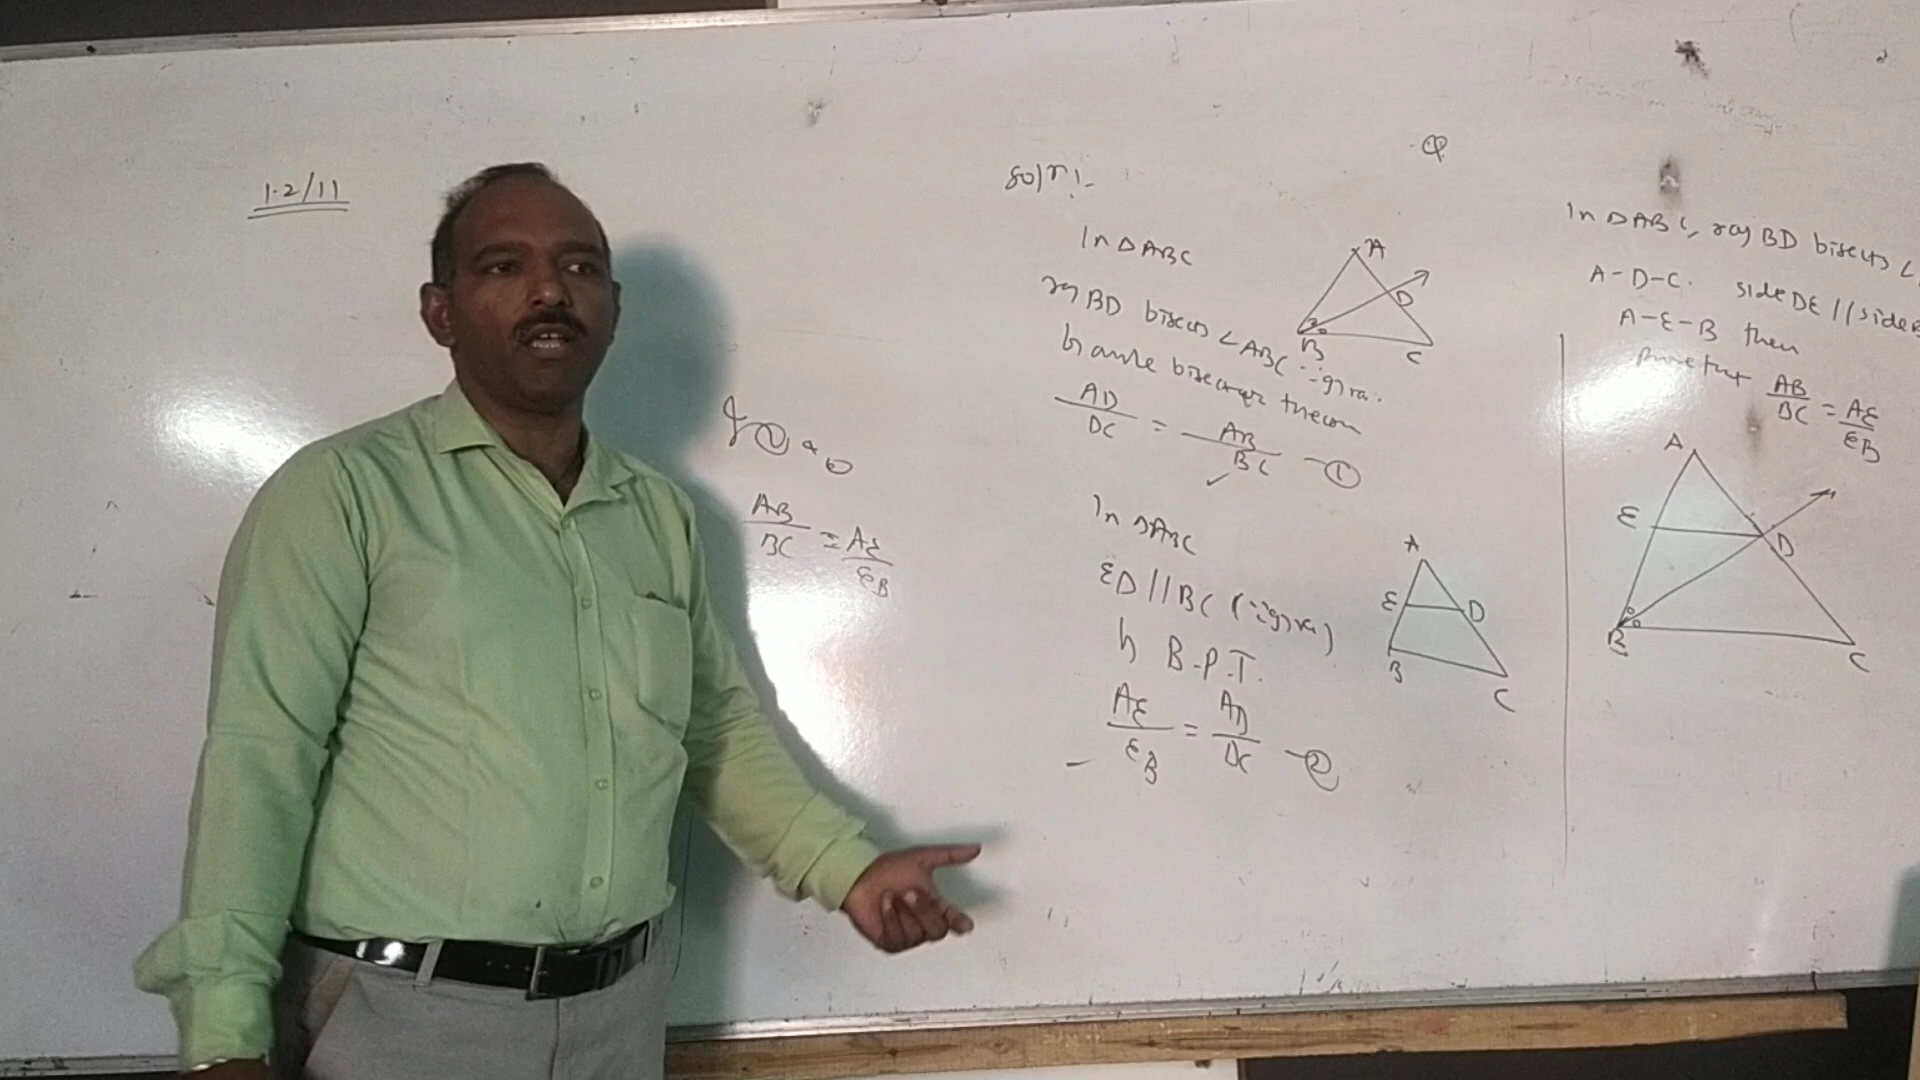 1.2/11
Q
Soln:-
In △ABC
ray BD bisects ∠ABC ∵ given.
by angle bisector theorem
AD/DC = AB/BC -①
In △ABC
ED // BC (∵ given)
by B.P.T.
AE/EB = AD/DC -②
A
D
B
C
A
E
D
B
C
In △ABC, ray BD bisects ∠
A-D-C. side DE // side B
A-E-B then
prove that AB/BC = AE/EB
A
E
D
B
C
AB/BC = AE/EB